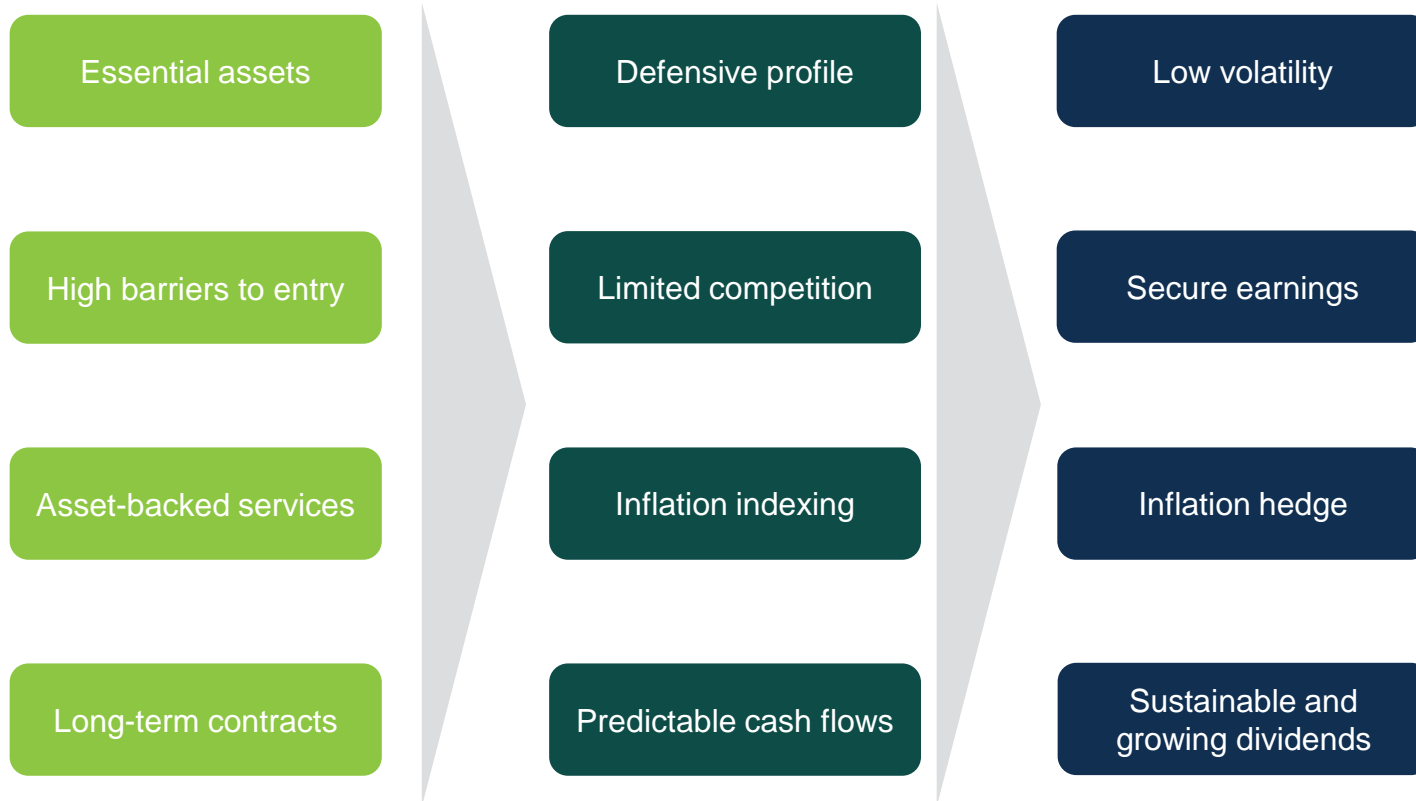 Essential assets
Defensive profile
Low volatility
High barriers to entry
Limited competition
Secure earnings
Asset-backed services
Inflation indexing
Inflation hedge
Long-term contracts
Predictable cash flows
Sustainable and
growing dividends